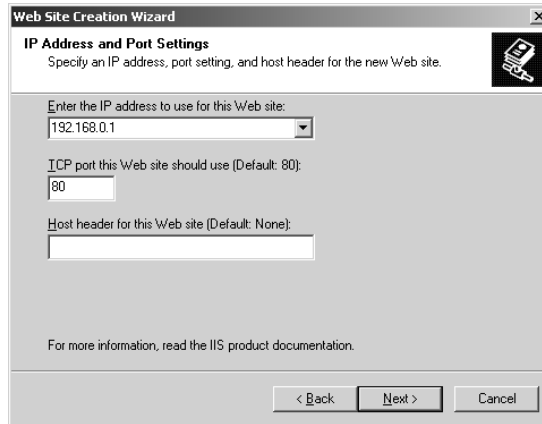 Web Site Creation Wizard
IP Address and Port Settings
Specify an IP address, port setting, and host header for the new Web site.
Enter the IP address to use for this Web site:
192.168.0.1
TCP port this Web site should use (Default: 80):
80
Host header for this Web site (Default: None):
For more information, read the IIS product documentation.
< Back Next > Cancel